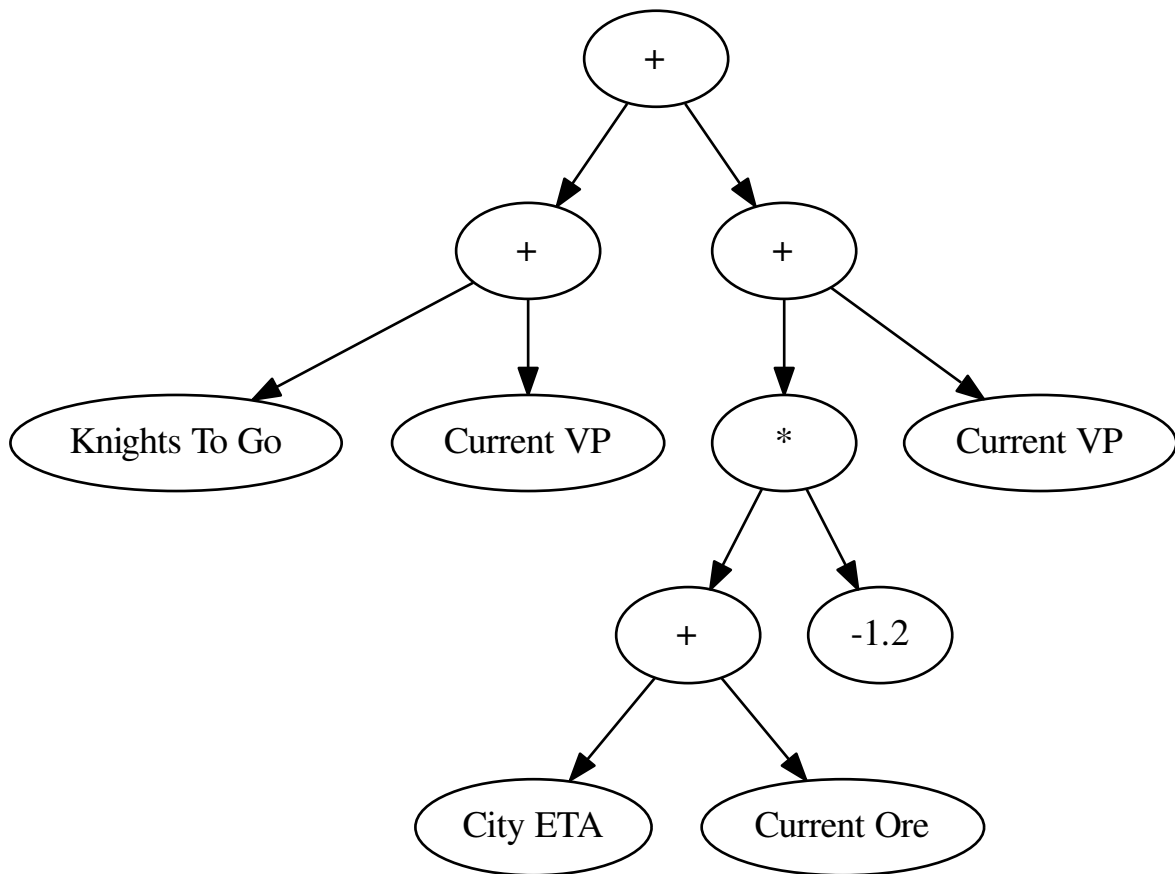 +
+
+
Knights To Go
Current VP
*
Current VP
+
-1.2
City ETA
Current Ore